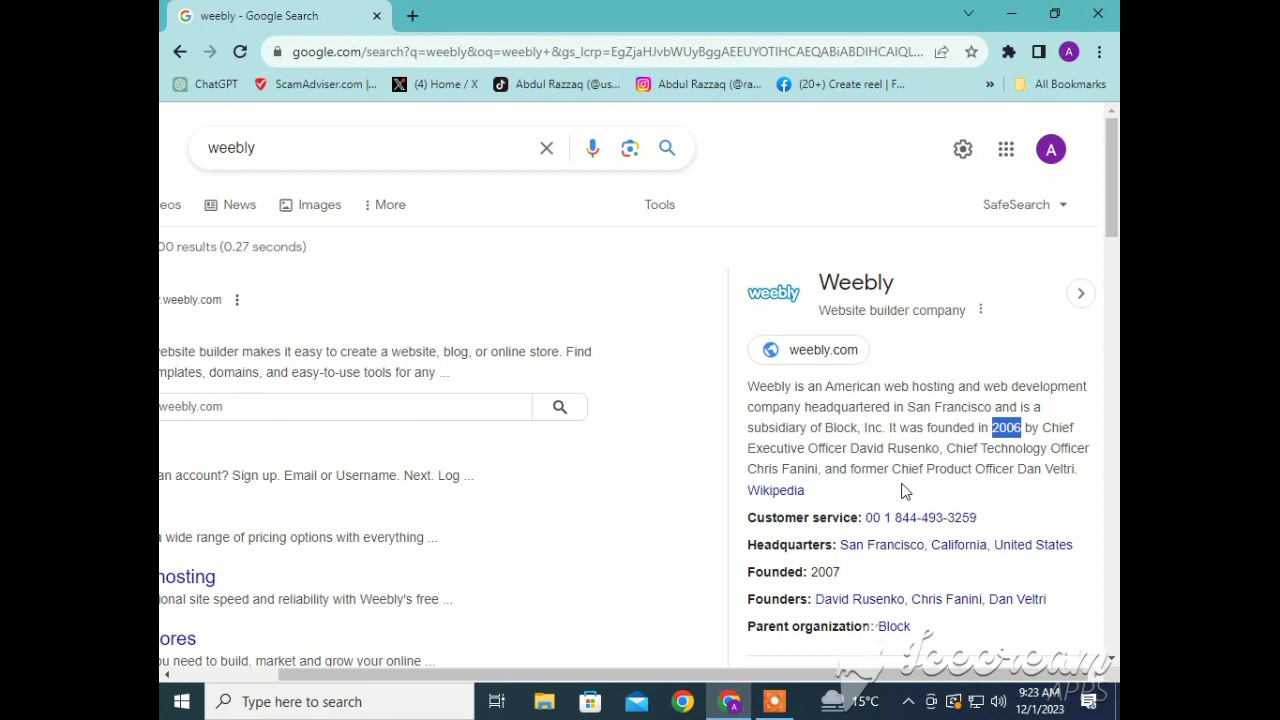 weebly - Google Search
google.com/search?q=weebly&oq=weebly+&gs_lcrp=EgZjaHJvbWUyBggAEEUYOTIHCAEQABiABDIHCAIQL...
A
ChatGPT
ScamAdviser.com |...
(4) Home / X
Abdul Razzaq (@us...
Abdul Razzaq (@ra...
(20+) Create reel | F...
»
All Bookmarks
weebly
A
eos
News
Images
More
Tools
SafeSearch
00 results (0.27 seconds)
weebly
Weebly
Website builder company
.weebly.com
weebly.com
ebsite builder makes it easy to create a website, blog, or online store. Find
mplates, domains, and easy-to-use tools for any ...
weebly.com
an account? Sign up. Email or Username. Next. Log ...
a wide range of pricing options with everything ...
hosting
ional site speed and reliability with Weebly's free ...
ores
you need to build, market and grow your online ...
Weebly is an American web hosting and web development
company headquartered in San Francisco and is a
subsidiary of Block, Inc. It was founded in 2006 by Chief
Executive Officer David Rusenko, Chief Technology Officer
Chris Fanini, and former Chief Product Officer Dan Veltri.
Wikipedia
Customer service: 00 1 844-493-3259
Headquarters: San Francisco, California, United States
Founded: 2007
Founders: David Rusenko, Chris Fanini, Dan Veltri
Parent organization: Block
Icecream
APPS
Type here to search
A
15°C
9:23 AM
12/1/2023